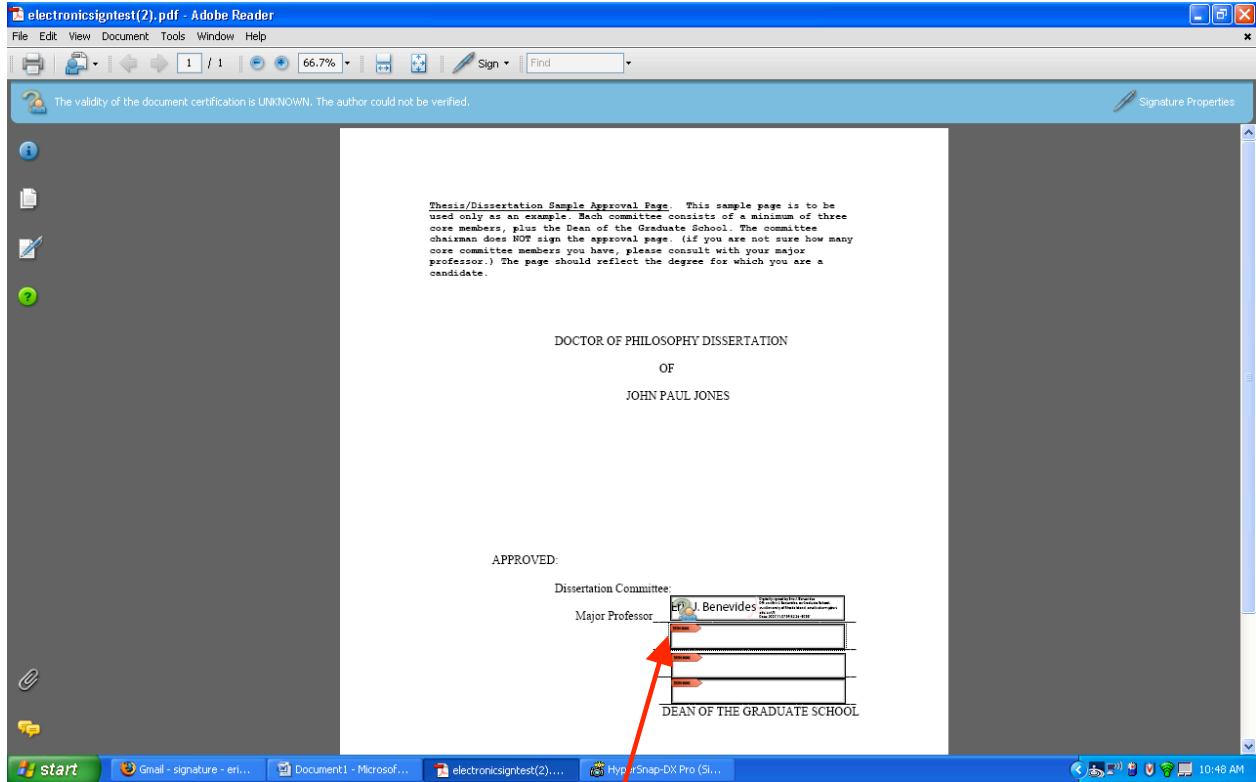 electronicsigntest(2).pdf - Adobe Reader
File Edit View Document Tools Window Help
1 / 1 66.7% Sign Find
The validity of the document certification is UNKNOWN. The author could not be verified.
Signature Properties
Thesis/Dissertation Sample Approval Page. This sample page is to be
used only as an example. Each committee consists of a minimum of three
core members, plus the Dean of the Graduate School. The committee
chairman does NOT sign the approval page. (if you are not sure how many
core committee members you have, please consult with your major
professor.) The page should reflect the degree for which you are a
candidate.
DOCTOR OF PHILOSOPHY DISSERTATION
OF
JOHN PAUL JONES
APPROVED:
Dissertation Committee:
Major Professor
J. Benevides
DEAN OF THE GRADUATE SCHOOL
start
Gmail - signature - eri...
Document1 - Microsof...
electronicsigntest(2)....
HyperSnap-DX Pro (Si...
10:48 AM